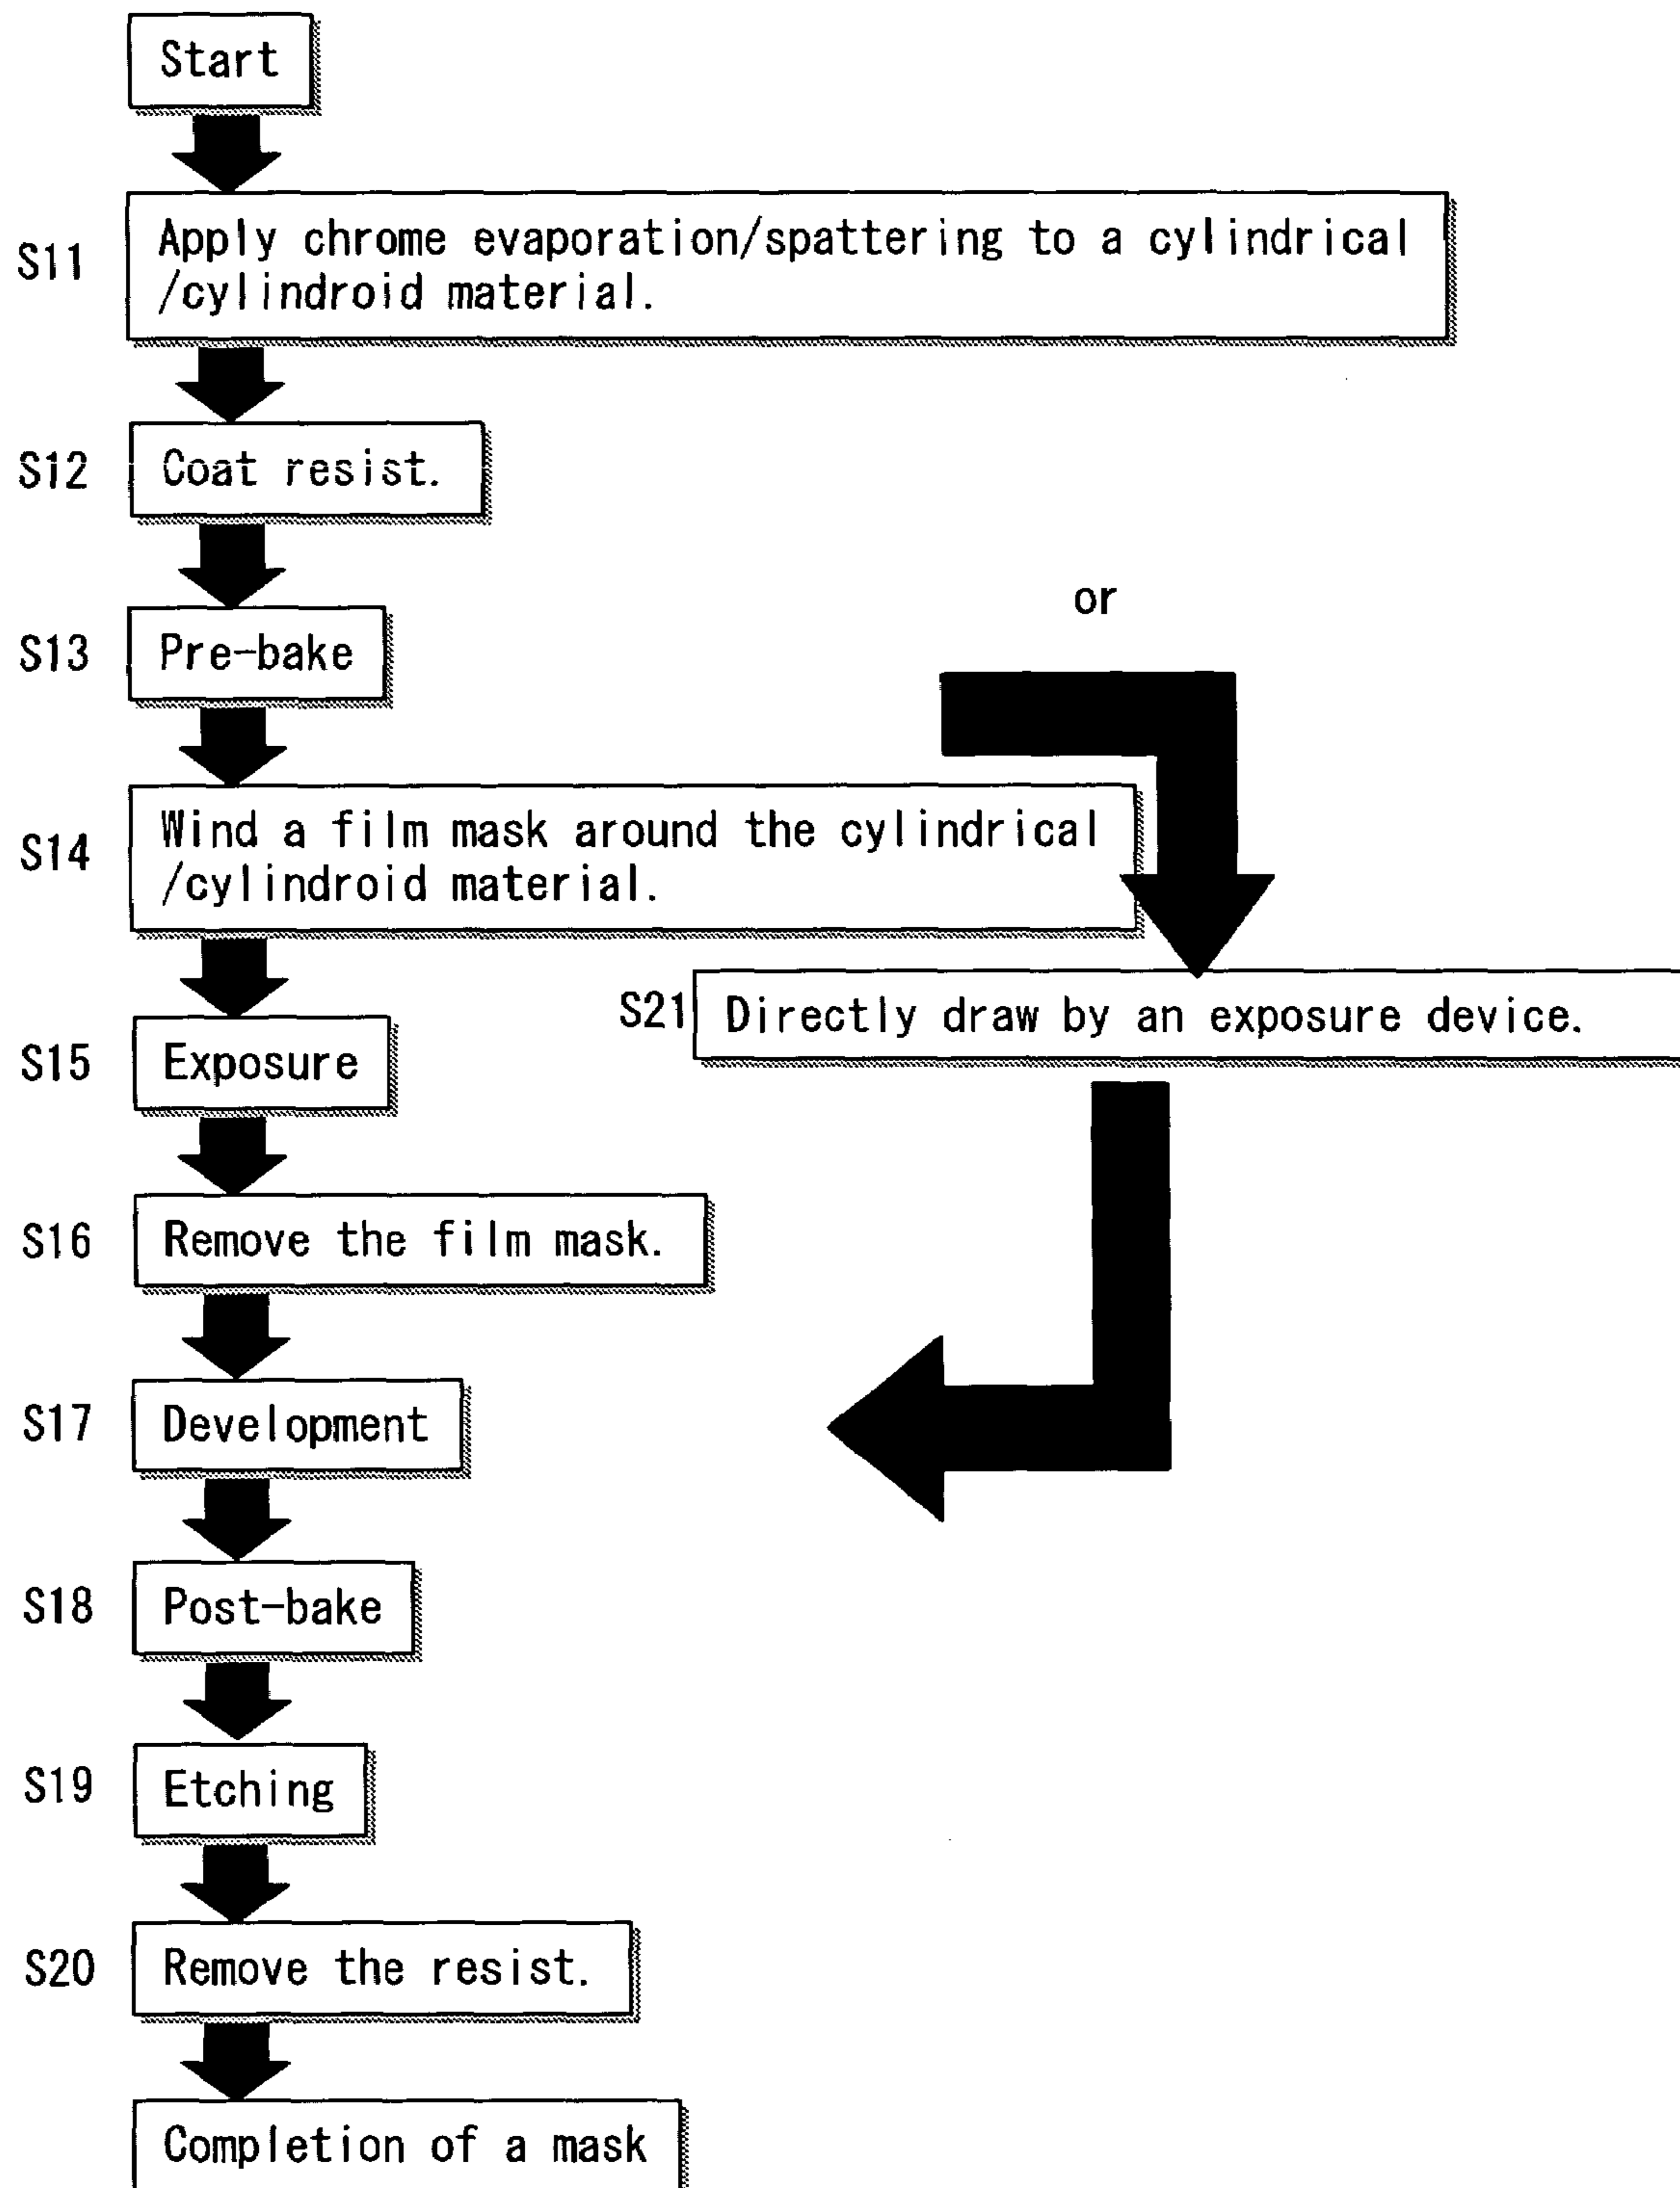 Start
S11
Apply chrome evaporation/spattering to a cylindrical
/cylindroid material.
S12
Coat resist.
S13
Pre-bake
or
S14
Wind a film mask around the cylindrical
/cylindroid material.
S21
Directly draw by an exposure device.
S15
Exposure
S16
Remove the film mask.
S17
Development
S18
Post-bake
S19
Etching
S20
Remove the resist.
Completion of a mask